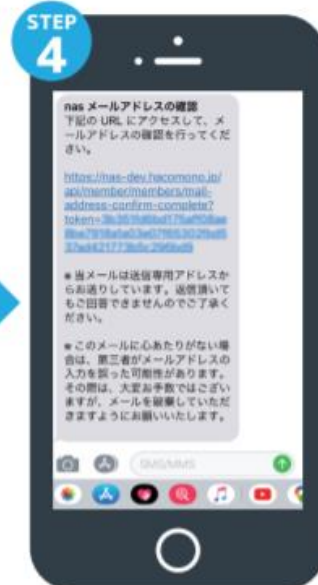 STEP
4
nas メールアドレスの確認
下記の URL にアクセスして、メ
ールアドレスの確認を行ってくだ
さい。
https://nas-dev.hacomono.jp/
api/member/members/mail-
address-confirm-complete?
token=
※当メールは送信専用アドレスか
らお送りしています。送信頂いて
もご回答できませんのでご了承く
ださい。
※このメールに心あたりがない場
合は、第三者がメールアドレスの
入力を誤った可能性があります。
その際は、大変お手数ではござい
ますが、メールを破棄していただ
きますようにお願いいたします。
SMS/MMS